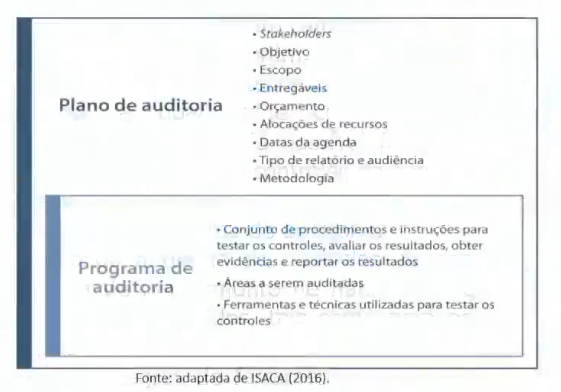 Plano de auditoria
• Stakeholders
• Objetivo
• Escopo
• Entregáveis
• Orçamento
• Alocações de recursos
• Datas da agenda
• Tipo de relatório e audiência
• Metodologia
Programa de
auditoria
• Conjunto de procedimentos e instruções para
testar os controles, avaliar os resultados, obter
evidências e reportar os resultados
• Áreas a serem auditadas
• Ferramentas e técnicas utilizadas para testar os
controles
Fonte: adaptada de ISACA (2016).